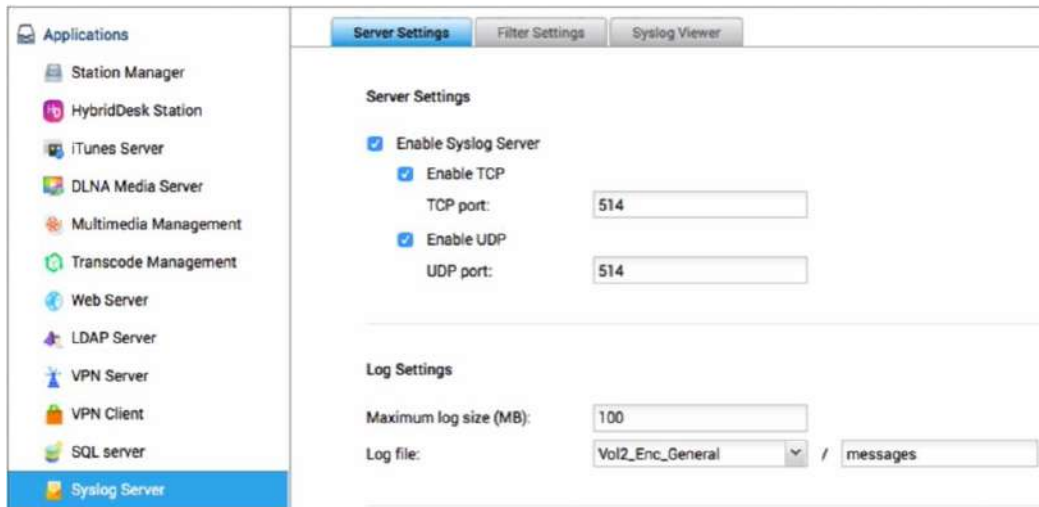 Applications
Station Manager
HybridDesk Station
iTunes Server
DLNA Media Server
Multimedia Management
Transcode Management
Web Server
LDAP Server
VPN Server
VPN Client
SQL server
Syslog Server
Server Settings
Filter Settings
Syslog Viewer
Server Settings
Enable Syslog Server
Enable TCP
TCP port: 514
Enable UDP
UDP port: 514
Log Settings
Maximum log size (MB): 100
Log file: Vol2_Enc_General / messages